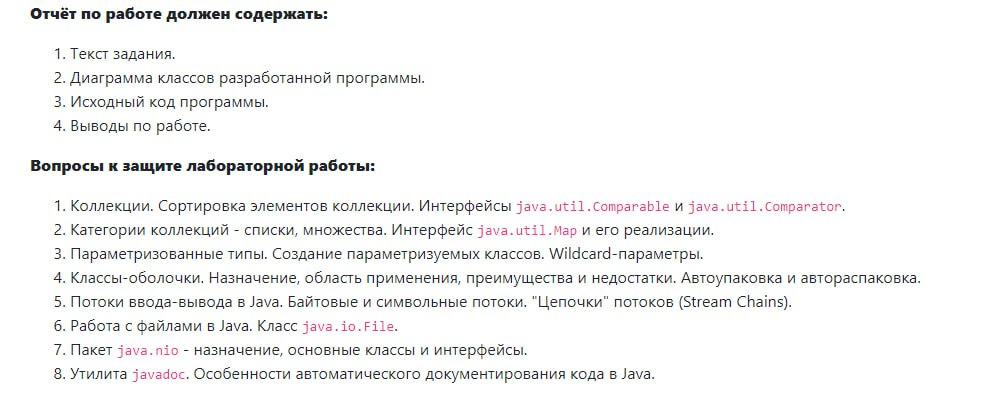 Отчёт по работе должен содержать:
1. Текст задания.
2. Диаграмма классов разработанной программы.
3. Исходный код программы.
4. Выводы по работе.
Вопросы к защите лабораторной работы:
1. Коллекции. Сортировка элементов коллекции. Интерфейсы java.util.Comparable и java.util.Comparator.
2. Категории коллекций - списки, множества. Интерфейс java.util.Map и его реализации.
3. Параметризованные типы. Создание параметризуемых классов. Wildcard-параметры.
4. Классы-оболочки. Назначение, область применения, преимущества и недостатки. Автоупаковка и автораспаковка.
5. Потоки ввода-вывода в Java. Байтовые и символьные потоки. "Цепочки" потоков (Stream Chains).
6. Работа с файлами в Java. Класс java.io.File.
7. Пакет java.nio - назначение, основные классы и интерфейсы.
8. Утилита javadoc. Особенности автоматического документирования кода в Java.